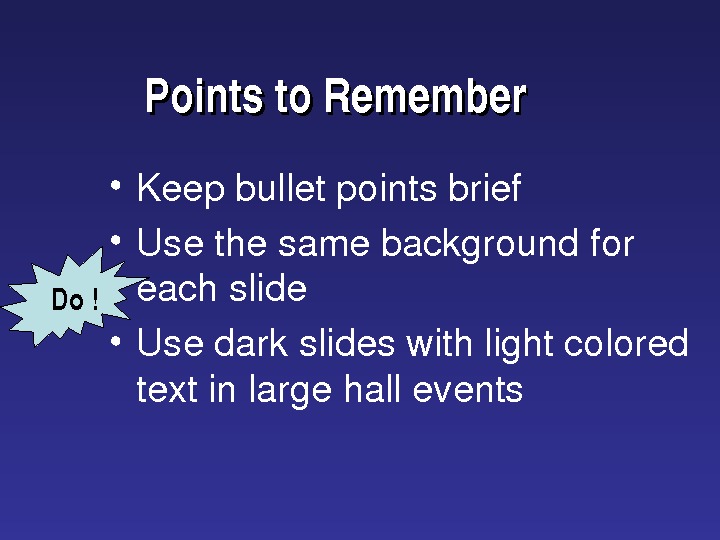 Points to Remember
• Keep bullet points brief
• Use the same background for
each slide
Do !
• Use dark slides with light colored
text in large hall events